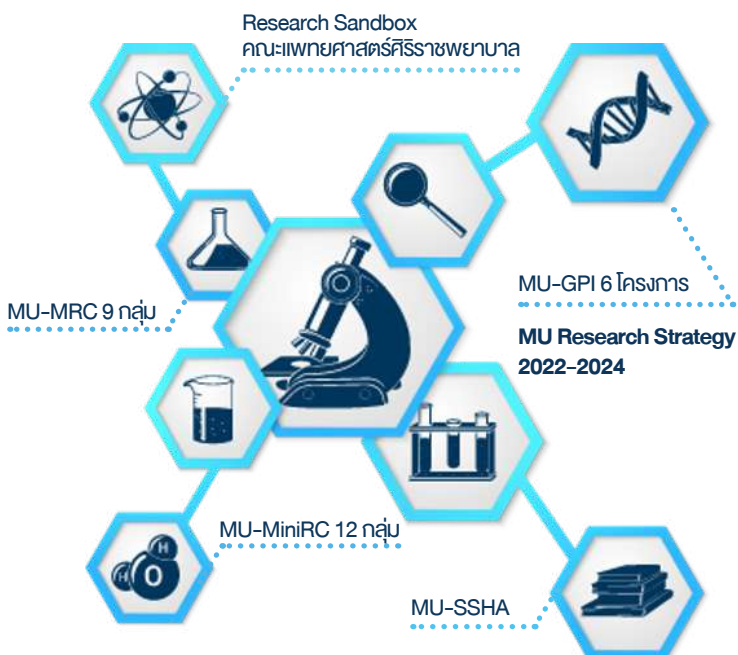 Research Sandbox
คณะแพทยศาสตร์ศิริราชพยาบาล
MU-MRC 9 กลุ่ม
MU-GPI 6 โครงการ
MU Research Strategy
2022-2024
MU-MiniRC 12 กลุ่ม
H
H
O
MU-SSHA